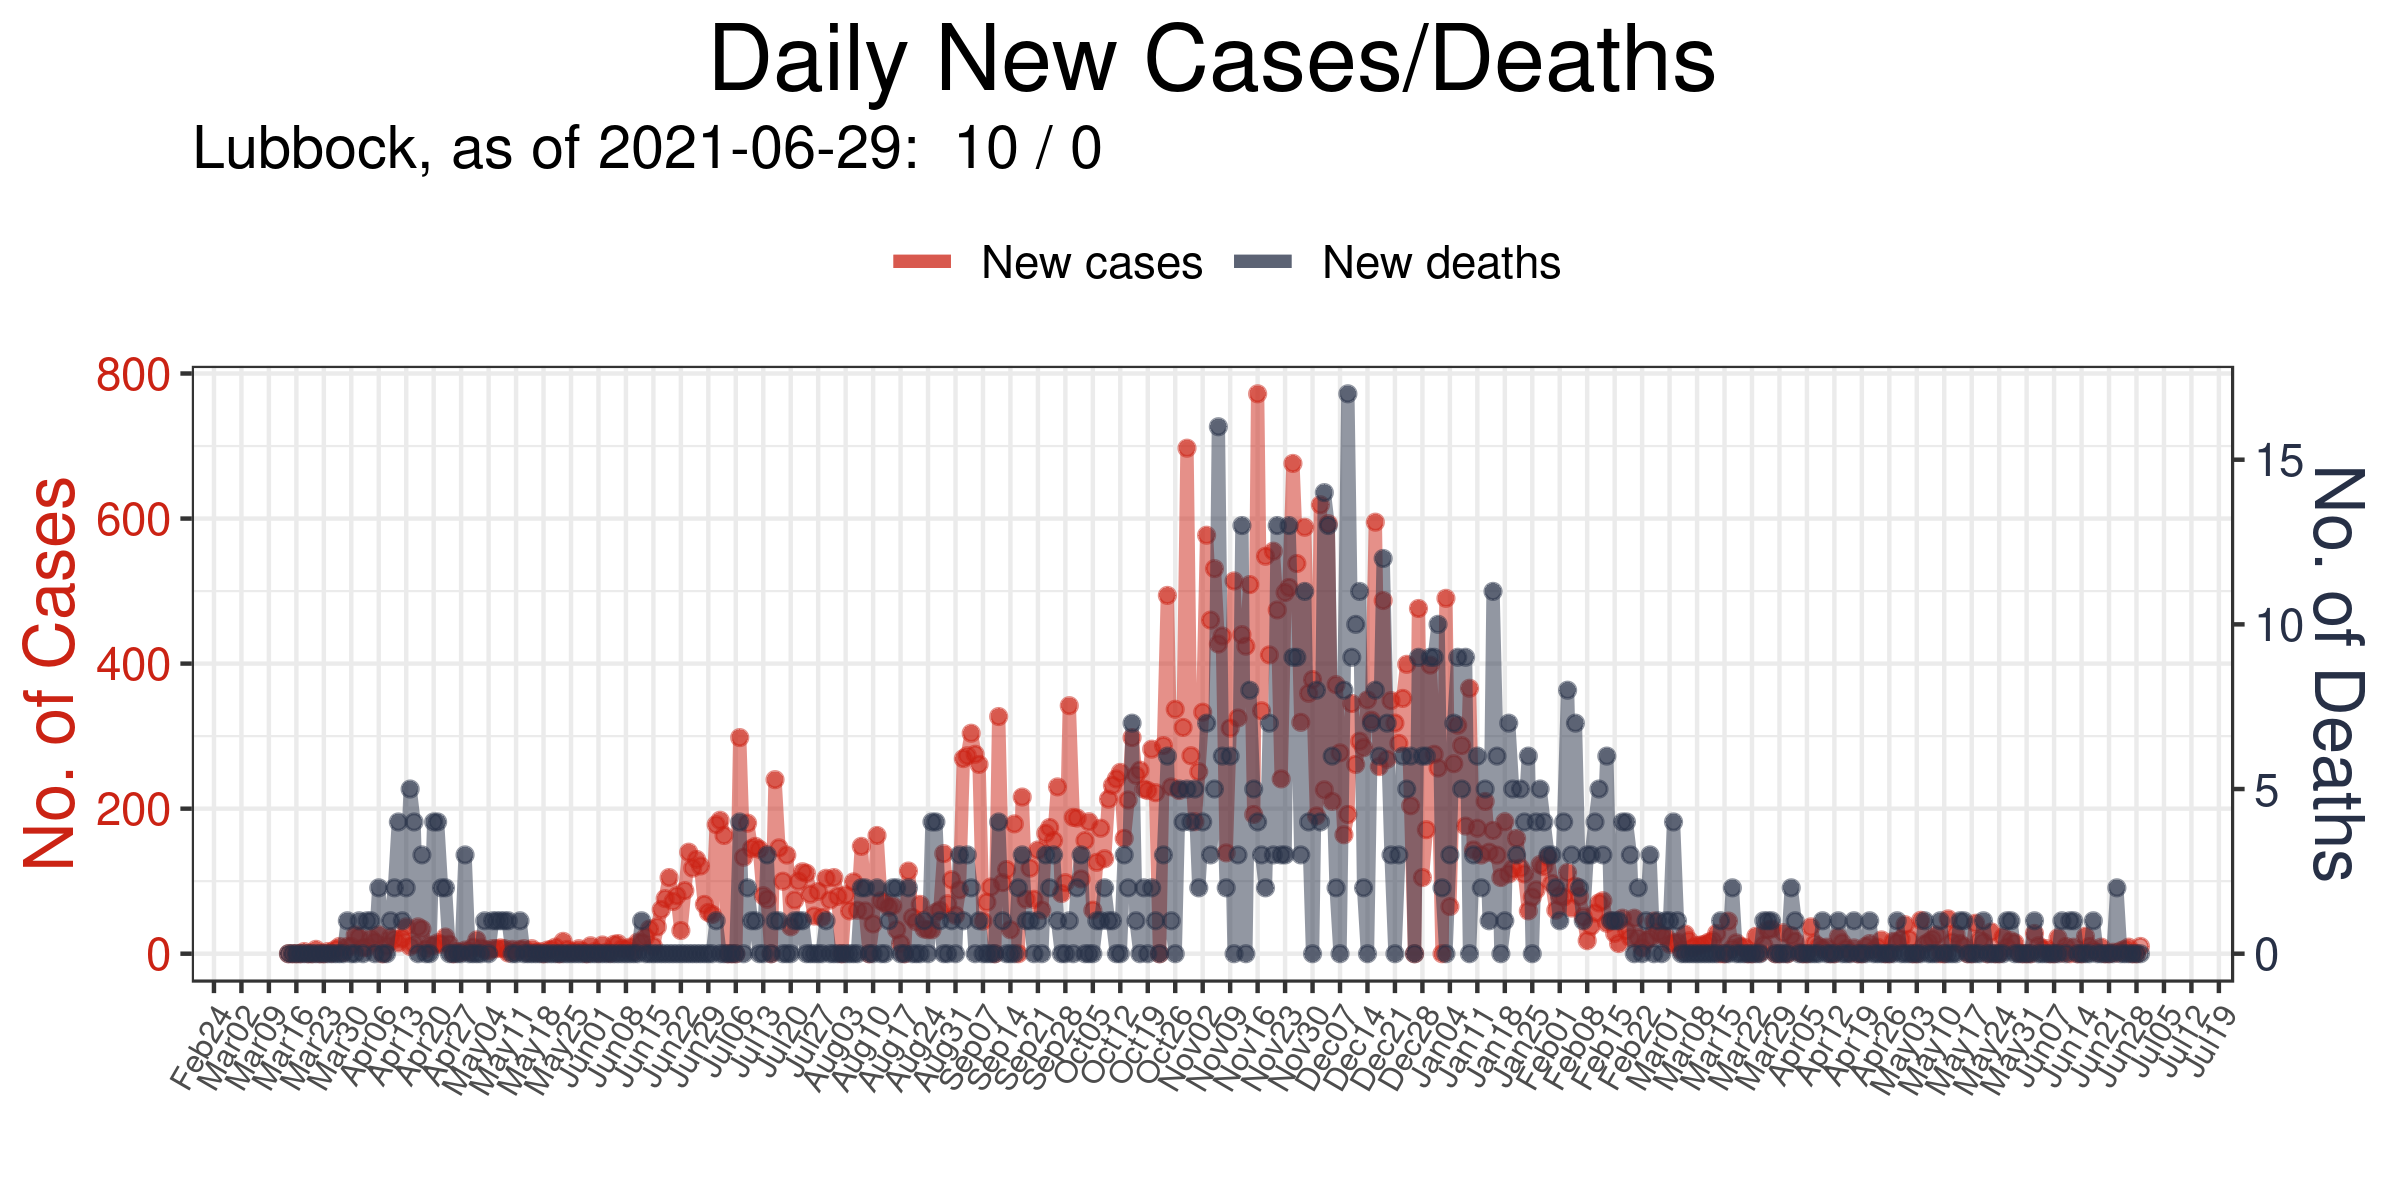 Daily New Cases/Deaths
Lubbock, as of 2021-06-29:  10 / 0
New cases
New deaths
No. of Cases
800
600
400
200
0
15
10
5
0
No. of Deaths
Feb24
Mar02
Mar09
Mar16
Mar23
Mar30
Apr06
Apr13
Apr20
Apr27
May04
May11
May18
May25
Jun01
Jun08
Jun15
Jun22
Jun29
Jul06
Jul13
Jul20
Jul27
Aug03
Aug10
Aug17
Aug24
Aug31
Sep07
Sep14
Sep21
Sep28
Oct05
Oct12
Oct19
Oct26
Nov02
Nov09
Nov16
Nov23
Nov30
Dec07
Dec14
Dec21
Dec28
Jan04
Jan11
Jan18
Jan25
Feb01
Feb08
Feb15
Feb22
Mar01
Mar08
Mar15
Mar22
Mar29
Apr05
Apr12
Apr19
Apr26
May03
May10
May17
May24
May31
Jun07
Jun14
Jun21
Jun28
Jul05
Jul12
Jul19